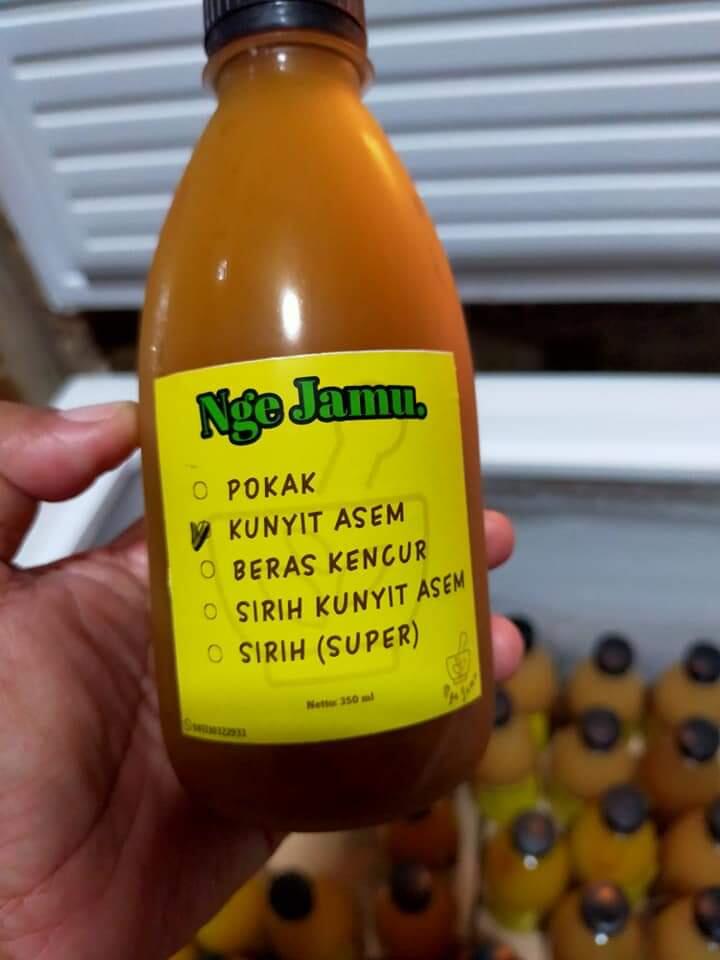 Nge Jamu.
POKAK
KUNYIT ASEM
BERAS KENCUR
SIRIH KUNYIT ASEM
SIRIH (SUPER)
Netto: 350 ml